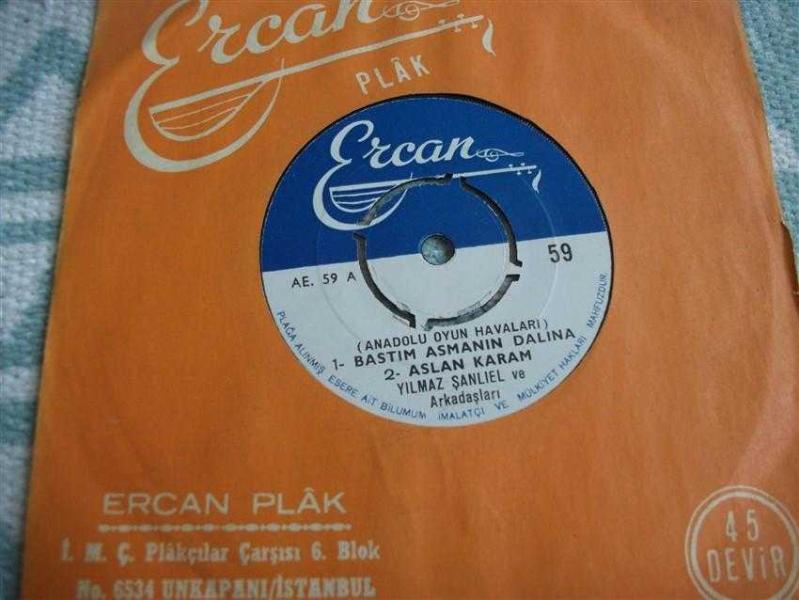 Ercan
PLÂK
Ercan
AE. 59 A
59
(ANADOLU OYUN HAVALARI)
1- BASTIM ASMANIN DALINA
2- ASLAN KARAM
YILMAZ ŞANLIEL ve
Arkadaşları
PLAĞA ALINMIŞ ESERE AİT BİLUMUM İMALATÇI VE MÜLKİYET HAKLARI MAHFUZDUR.
ERCAN PLÂK
İ. M. Ç. Plâkçılar Çarşısı 6. Blok
No. 6534 UNKAPANI/İSTANBUL
45
DEVİR